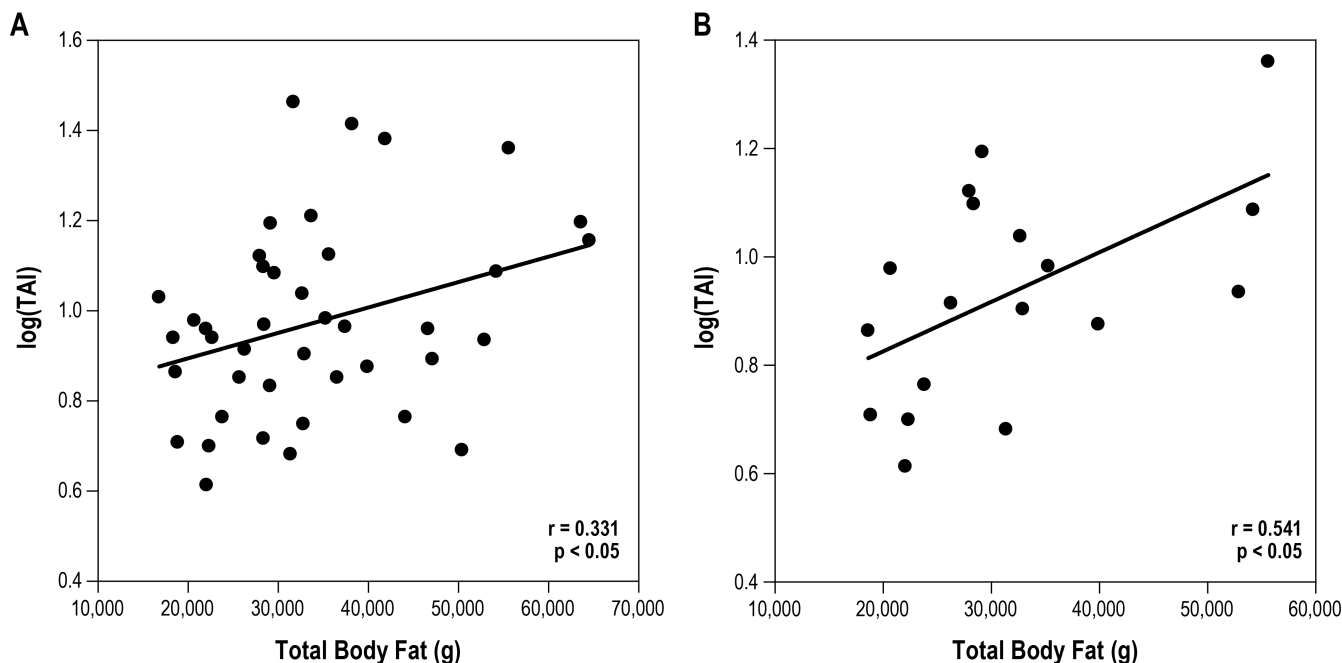 A
1.6
1.4
1.2
1.0
0.8
0.6
0.4
log(TAI)
r = 0.331
p < 0.05
10,000 20,000 30,000 40,000 50,000 60,000 70,000
Total Body Fat (g)
B
1.4
1.2
1.0
0.8
0.6
0.4
log(TAI)
r = 0.541
p < 0.05
10,000 20,000 30,000 40,000 50,000 60,000
Total Body Fat (g)